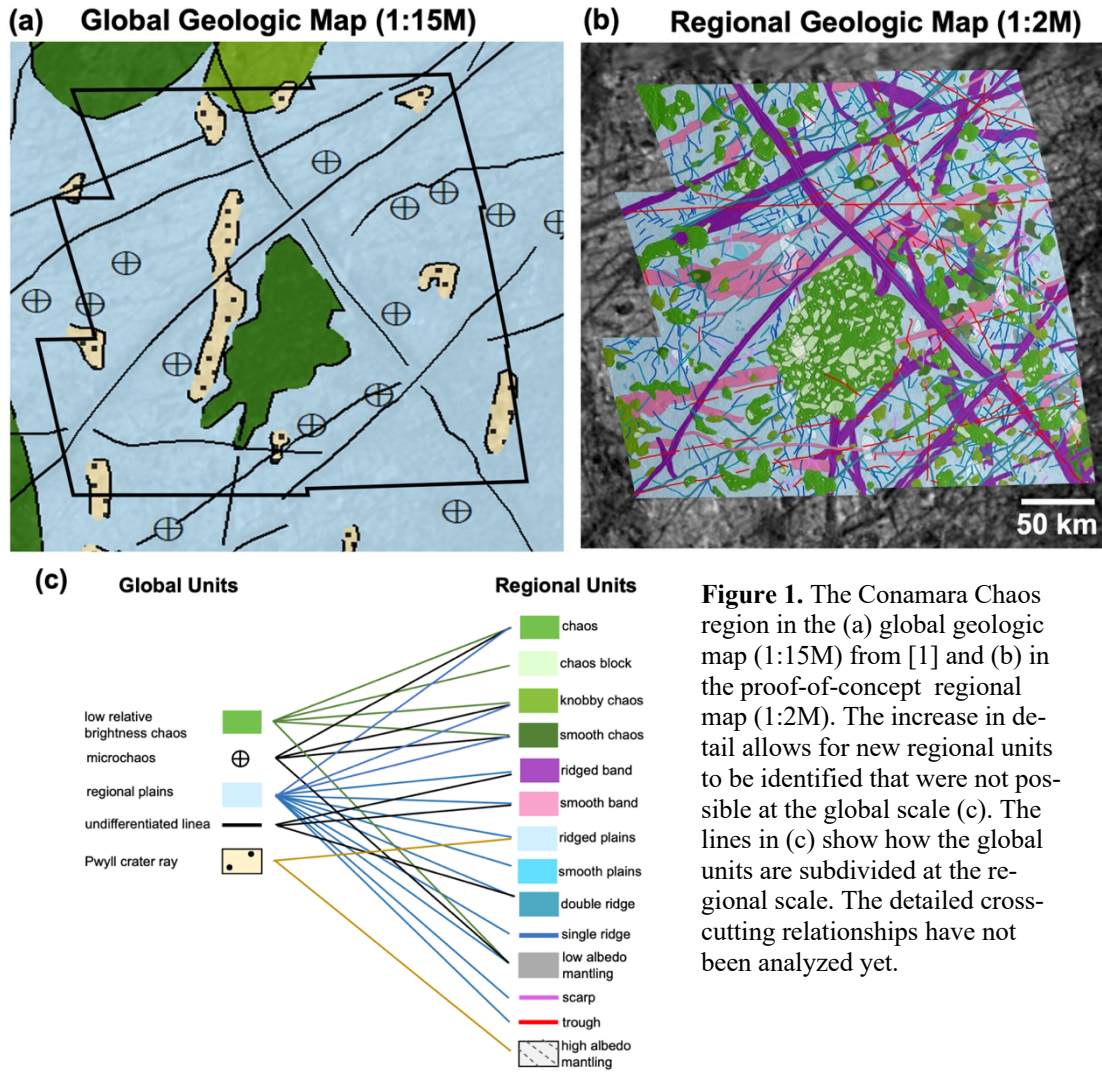 (a) Global Geologic Map (1:15M)
(b) Regional Geologic Map (1:2M)
50 km
(c)
Global Units
low relative
brightness chaos
microchaos
regional plains
undifferentiated linea
Pwyll crater ray
Regional Units
chaos
chaos block
knobby chaos
smooth chaos
ridged band
smooth band
ridged plains
smooth plains
double ridge
single ridge
low albedo
mantling
scarp
trough
high albedo
mantling
Figure 1. The Conamara Chaos
region in the (a) global geologic
map (1:15M) from [1] and (b) in
the proof-of-concept regional
map (1:2M). The increase in de-
tail allows for new regional units
to be identified that were not pos-
sible at the global scale (c). The
lines in (c) show how the global
units are subdivided at the re-
gional scale. The detailed cross-
cutting relationships have not
been analyzed yet.